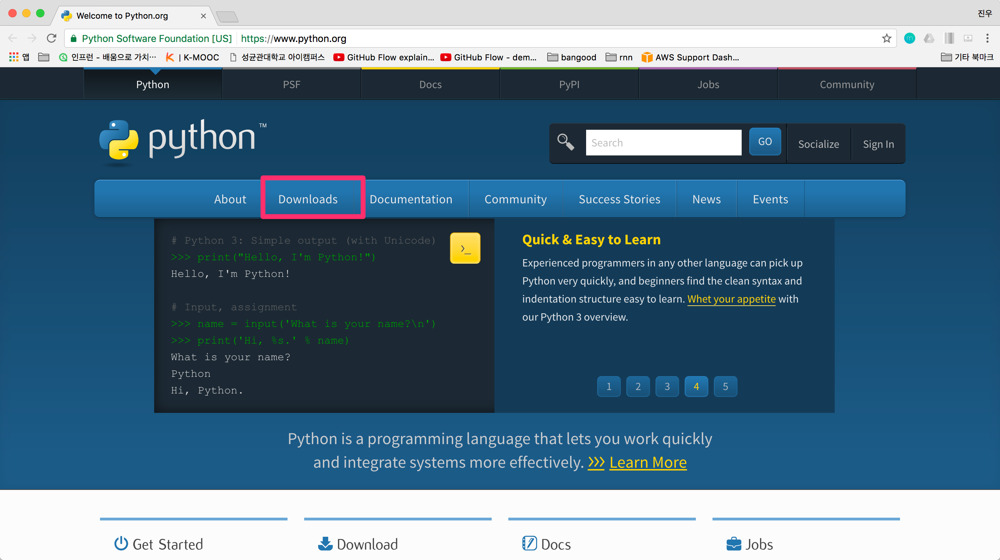 Welcome to Python.org
진우
Python Software Foundation [US] https://www.python.org
앱 인프런 - 배움으로 가치… | K-MOOC 성균관대학교 아이캠퍼스 GitHub Flow explain... GitHub Flow - dem... bangood rnn AWS Support Dash... 기타 북마크
Python PSF Docs PyPI Jobs Community
python™
Search GO Socialize Sign In
About Downloads Documentation Community Success Stories News Events
# Python 3: Simple output (with Unicode)
>>> print("Hello, I'm Python!")
Hello, I'm Python!
# Input, assignment
>>> name = input('What is your name?\n')
>>> print('Hi, %s.' % name)
What is your name?
Python
Hi, Python.
>_
Quick & Easy to Learn
Experienced programmers in any other language can pick up
Python very quickly, and beginners find the clean syntax and
indentation structure easy to learn. Whet your appetite with
our Python 3 overview.
1 2 3 4 5
Python is a programming language that lets you work quickly
and integrate systems more effectively. >>> Learn More
Get Started Download Docs Jobs